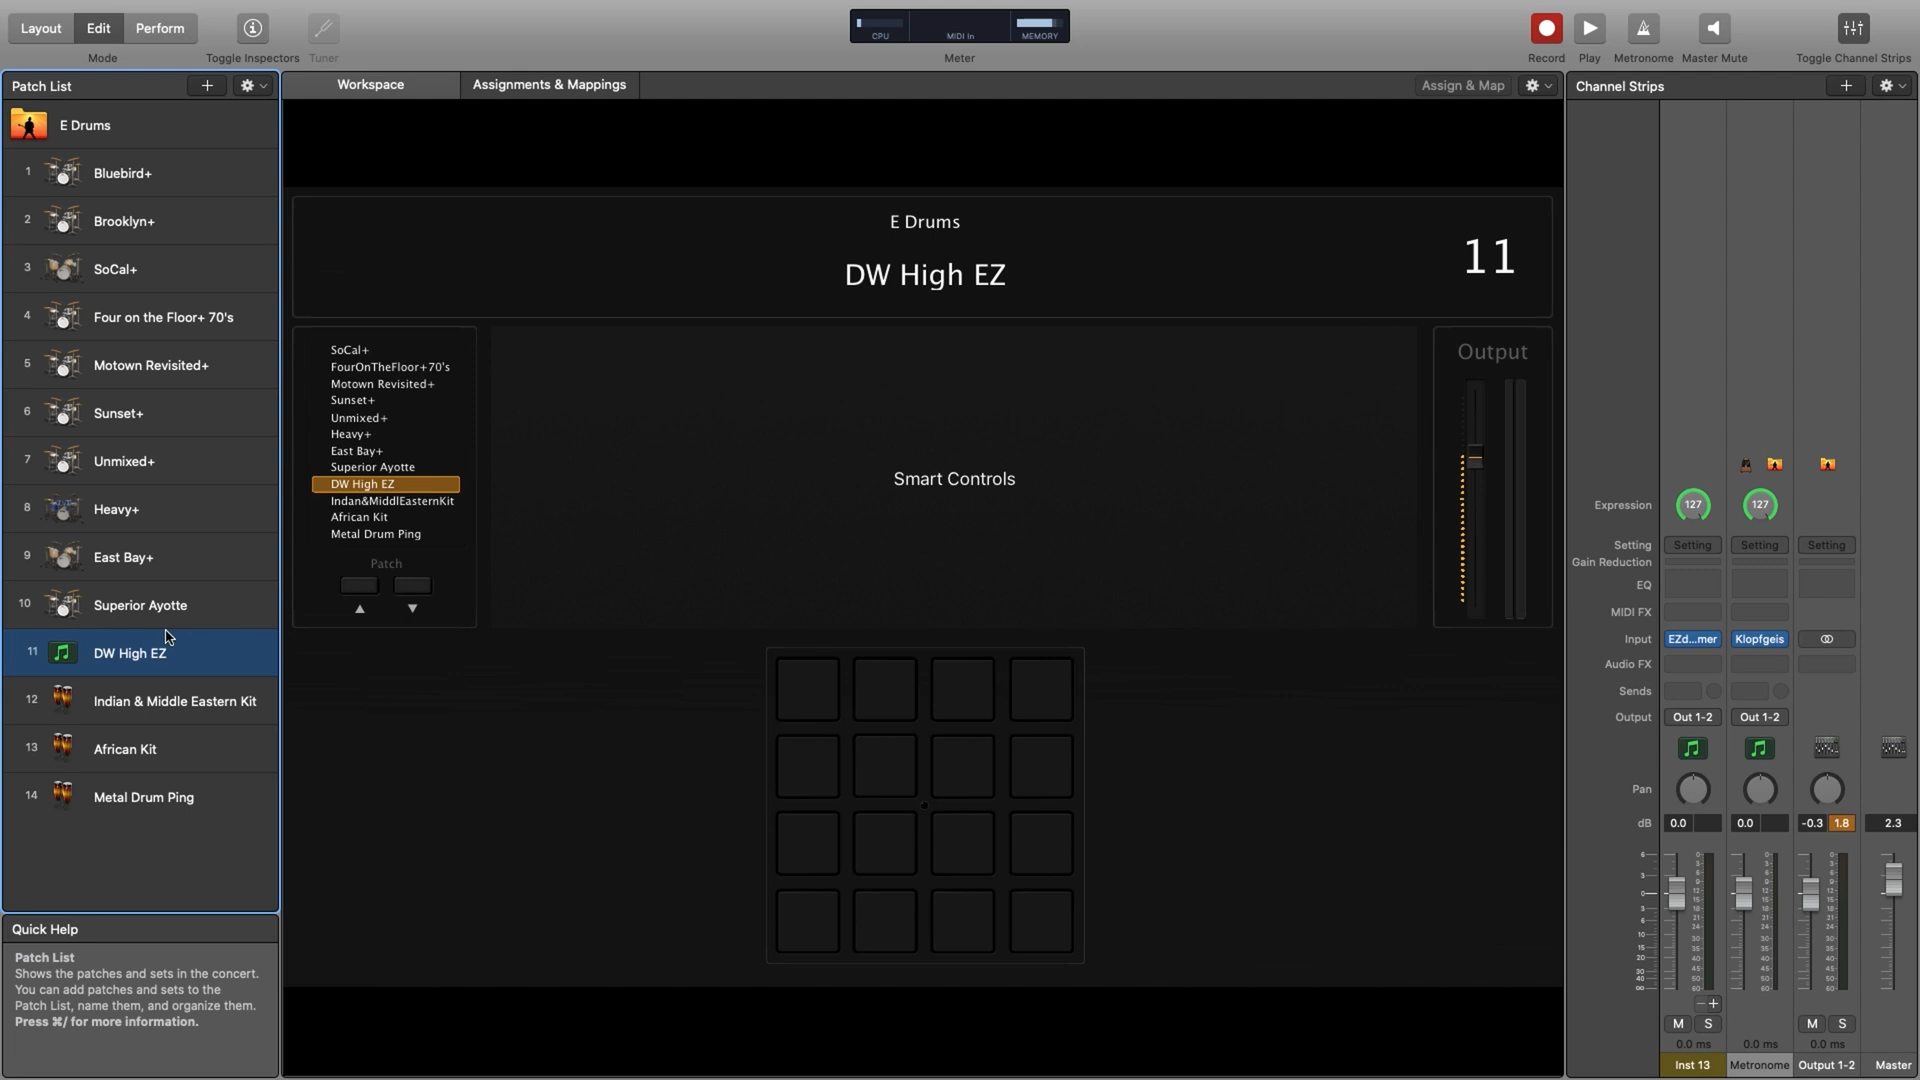 Layout
Edit
Perform
Mode
Toggle Inspectors
Tuner
CPU
MIDI In
MEMORY
Meter
Record
Play
Metronome
Master Mute
Toggle Channel Strips
Patch List
Workspace
Assignments & Mappings
Assign & Map
Channel Strips
E Drums
1 Bluebird+
2 Brooklyn+
3 SoCal+
4 Four on the Floor+ 70's
5 Motown Revisited+
6 Sunset+
7 Unmixed+
8 Heavy+
9 East Bay+
10 Superior Ayotte
11 DW High EZ
12 Indian & Middle Eastern Kit
13 African Kit
14 Metal Drum Ping
Quick Help
Patch List
Shows the patches and sets in the concert.
You can add patches and sets to the
Patch List, name them, and organize them.
Press ⌘/ for more information.
E Drums
DW High EZ
11
SoCal+
FourOnTheFloor+70's
Motown Revisited+
Sunset+
Unmixed+
Heavy+
East Bay+
Superior Ayotte
DW High EZ
Indan&MiddlEasternKit
African Kit
Metal Drum Ping
Patch
Smart Controls
Output
Expression 127 127
Setting Setting Setting Setting
Gain Reduction
EQ
MIDI FX
Input EZd...mer Klopfgeis
Audio FX
Sends
Output Out 1-2 Out 1-2
Pan
dB 0.0 0.0 -0.3 1.8 2.3
M S M S
0.0 ms 0.0 ms 0.0 ms
Inst 13 Metronome Output 1-2 Master